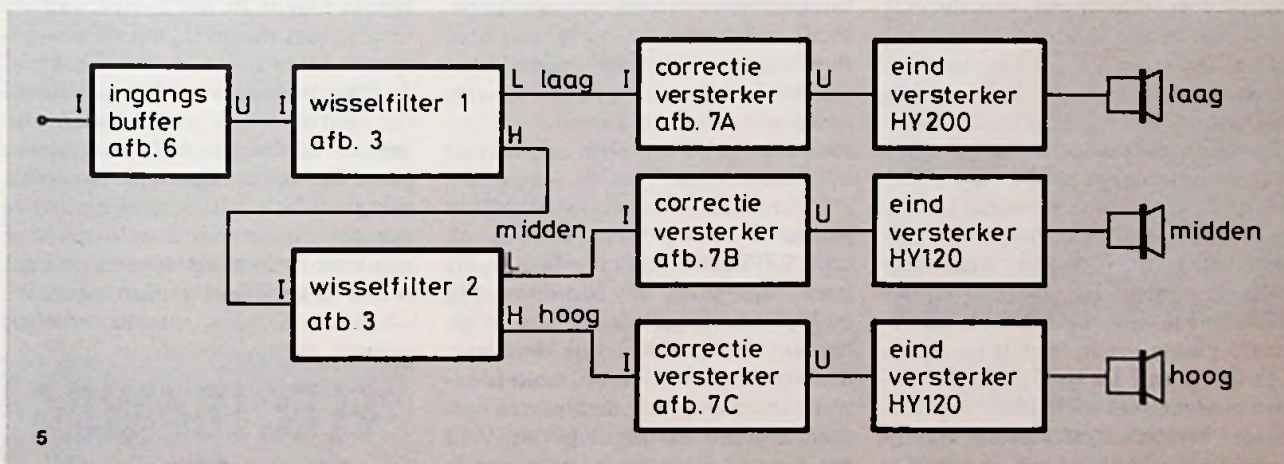 I
ingangs
buffer
afb. 6
U
I
wisselfilter 1
afb. 3
L laag
H
I
correctie
versterker
afb. 7A
U
eind
versterker
HY200
laag
midden
I
wisselfilter 2
afb. 3
L
H hoog
I
correctie
versterker
afb. 7B
U
eind
versterker
HY120
midden
I
correctie
versterker
afb. 7C
U
eind
versterker
HY120
hoog
5